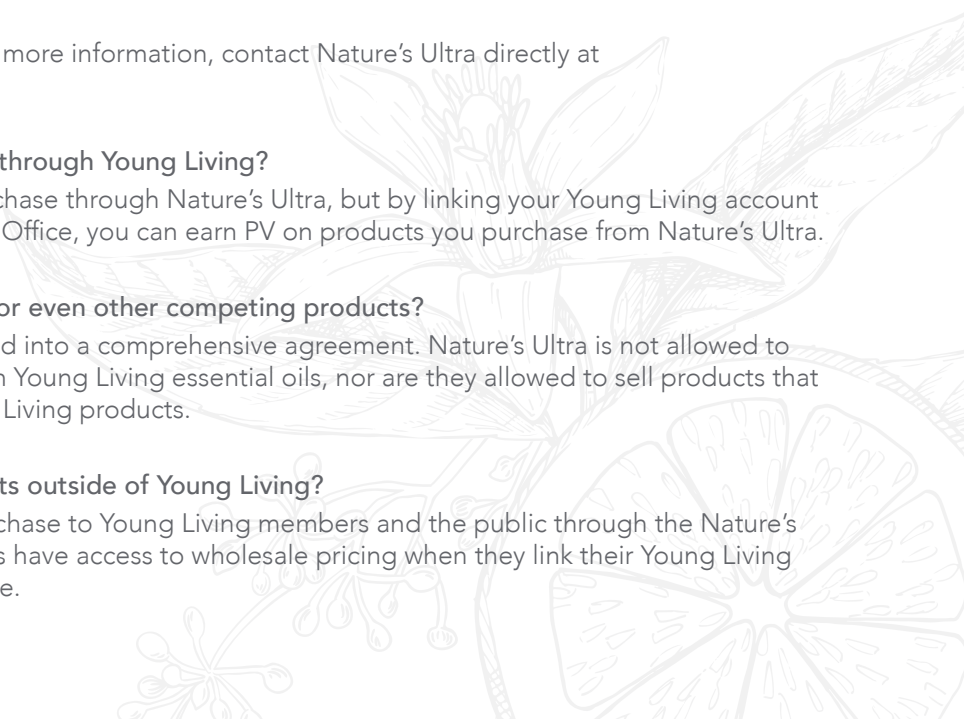 more information, contact Nature’s Ultra directly at
through Young Living?
chase through Nature’s Ultra, but by linking your Young Living account
Office, you can earn PV on products you purchase from Nature’s Ultra.
or even other competing products?
d into a comprehensive agreement. Nature’s Ultra is not allowed to
n Young Living essential oils, nor are they allowed to sell products that
Living products.
ts outside of Young Living?
chase to Young Living members and the public through the Nature’s
s have access to wholesale pricing when they link their Young Living
e.